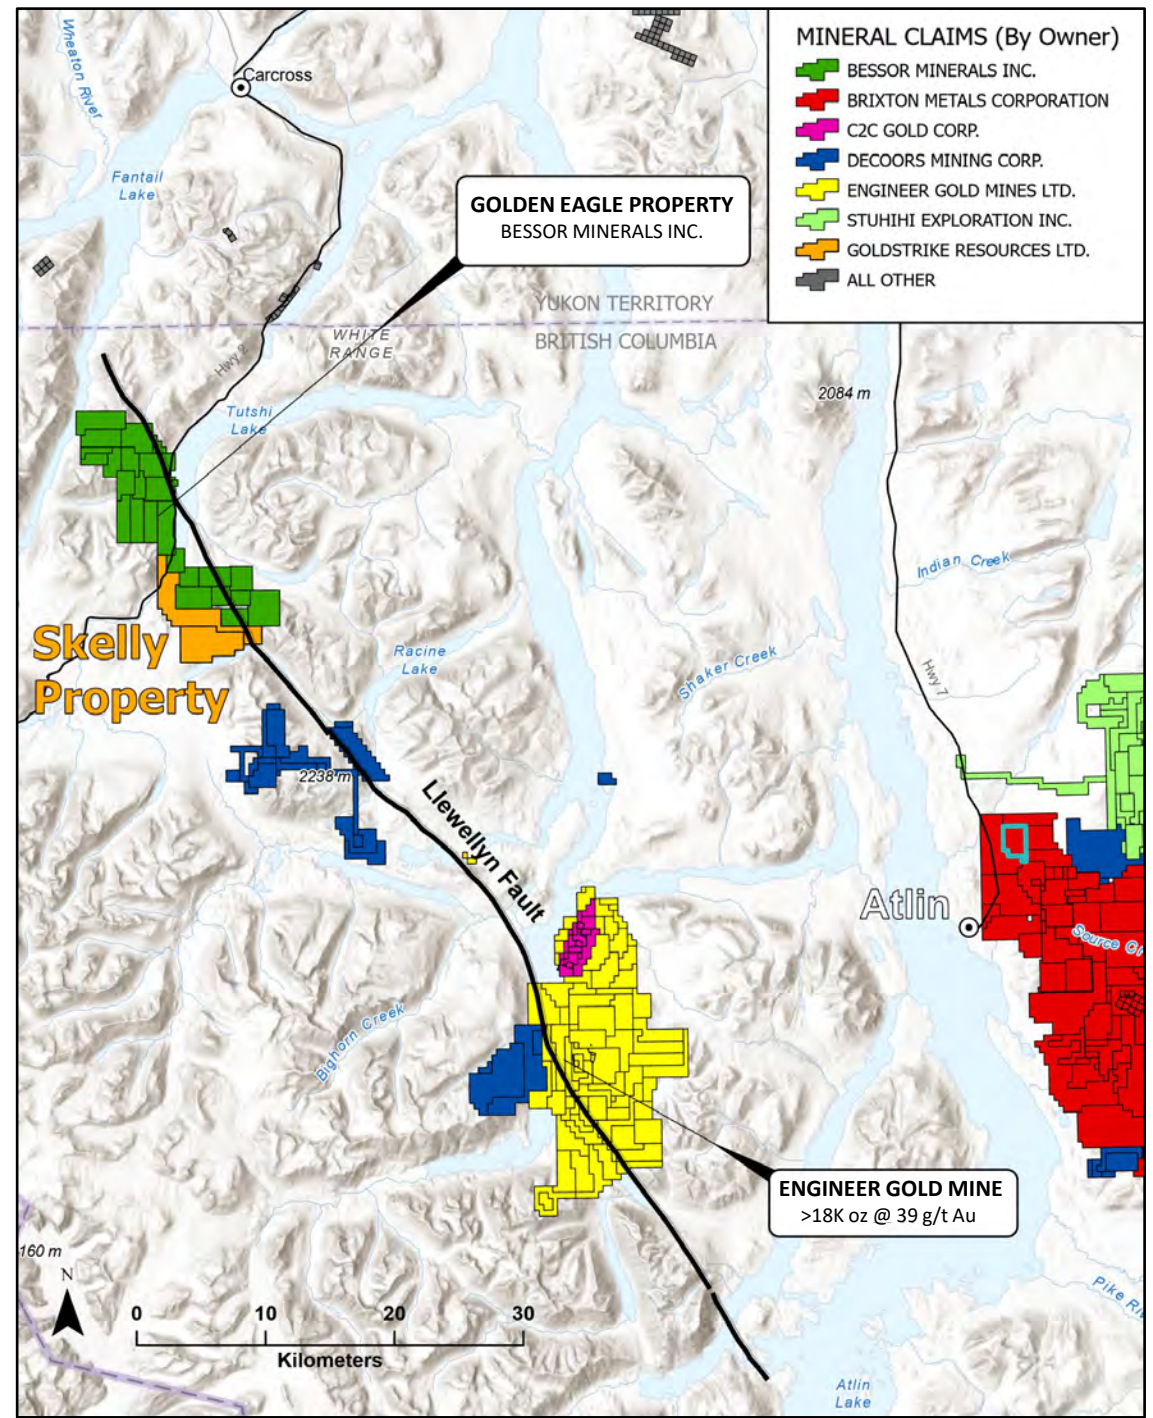 MINERAL CLAIMS (By Owner)
BESSOR MINERALS INC.
BRIXTON METALS CORPORATION
C2C GOLD CORP.
DECOORS MINING CORP.
ENGINEER GOLD MINES LTD.
STUHIHI EXPLORATION INC.
GOLDSTRIKE RESOURCES LTD.
ALL OTHER
Wheaton River
Carcross
Fantail
Lake
GOLDEN EAGLE PROPERTY
BESSOR MINERALS INC.
YUKON TERRITORY
BRITISH COLUMBIA
WHITE
RANGE
Hwy 2
2084 m
Tutshi
Lake
Indian Creek
Skelly
Property
Racine
Lake
Shaker Creek
Hwy 7
2238 m
Llewellyn Fault
Atlin
Source Cr
Bighorn Creek
ENGINEER GOLD MINE
>18K oz @ 39 g/t Au
160 m
N
0 10 20 30
Kilometers
Pike Riv
Atlin
Lake